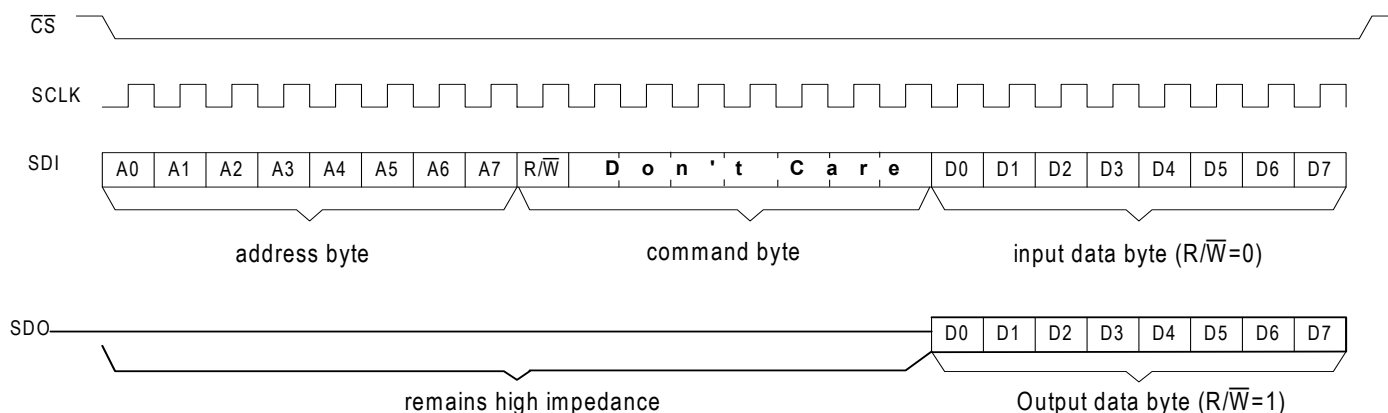 C̅S̅
SCLK
SDI A0 A1 A2 A3 A4 A5 A6 A7 R/W̅ Don't Care D0 D1 D2 D3 D4 D5 D6 D7
address byte command byte input data byte (R/W̅=0)
SDO D0 D1 D2 D3 D4 D5 D6 D7
remains high impedance Output data byte (R/W̅=1)